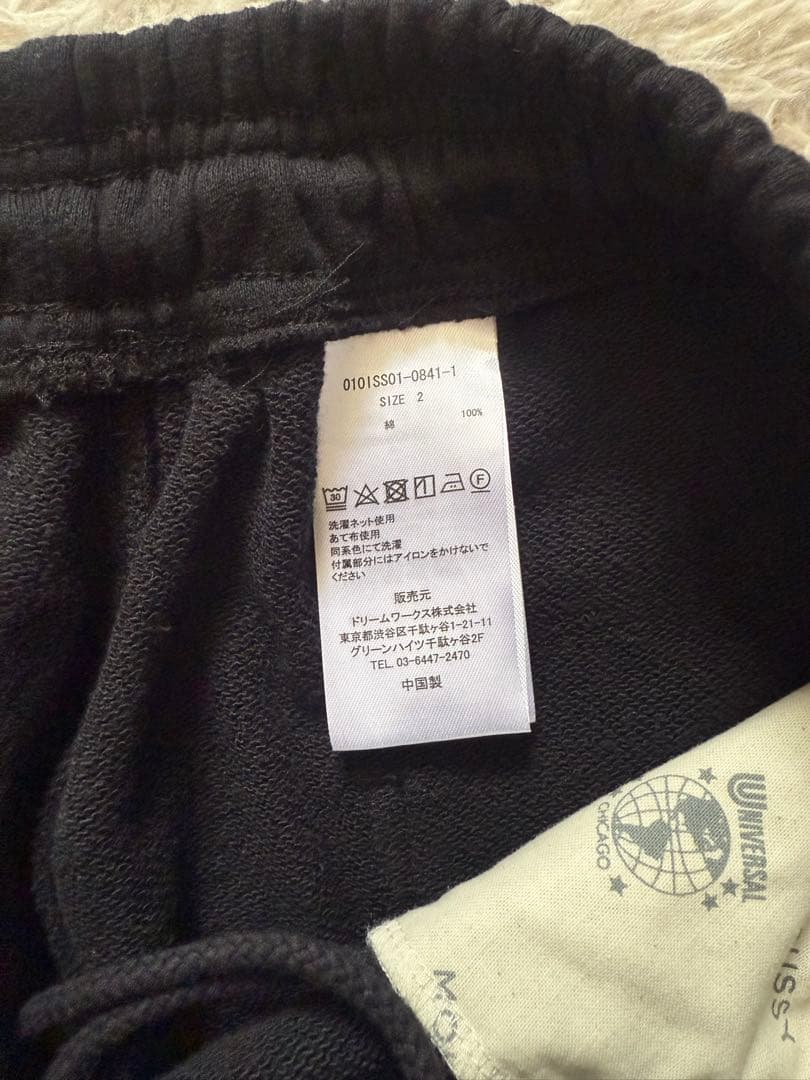 010ISS01-0841-1
SIZE 2
綿 100%
30
F
洗濯ネット使用
あて布使用
同系色にて洗濯
付属部分にはアイロンをかけないで
ください
販売元
ドリームワークス株式会社
東京都渋谷区千駄ヶ谷1-21-11
グリーンハイツ千駄ヶ谷2F
TEL.03-6447-2470
中国製
UNIVERSAL
CHICAGO